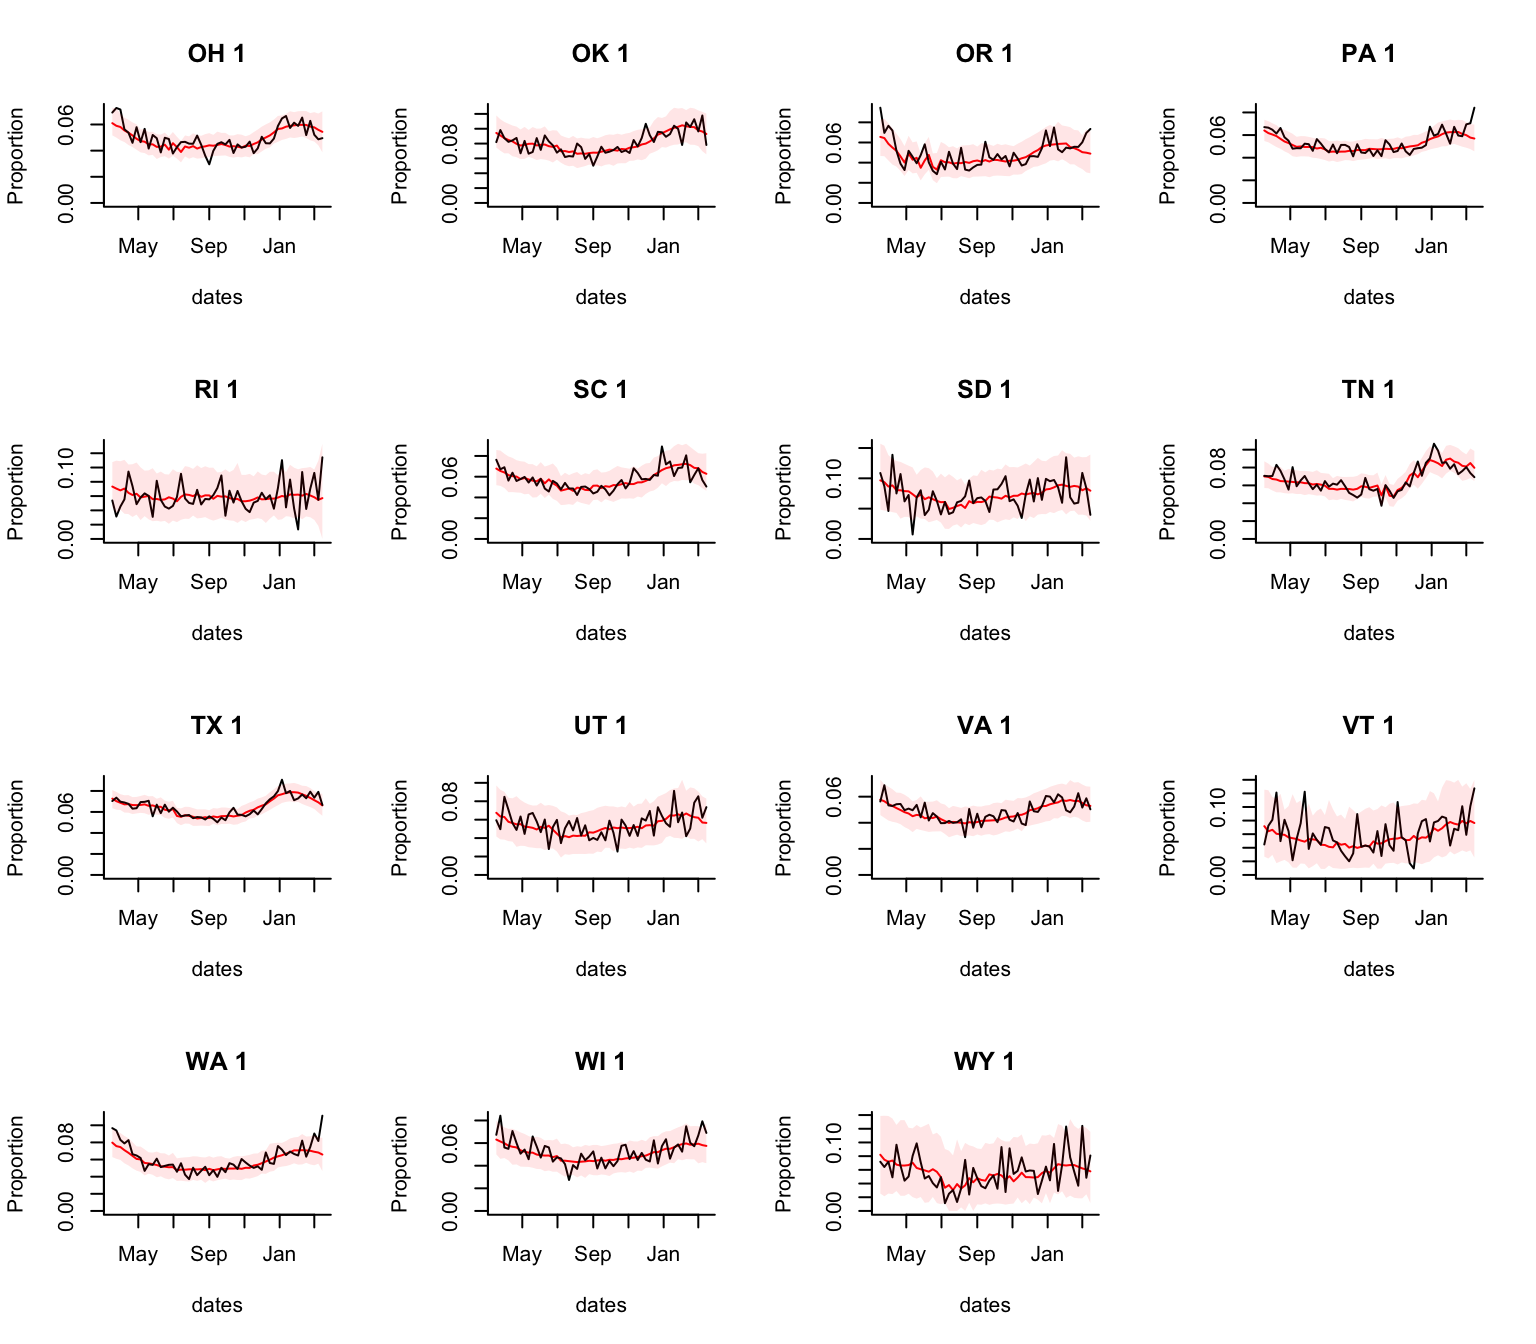 OH 1
Proportion
0.00 0.06
May Sep Jan
dates
OK 1
Proportion
0.00 0.08
May Sep Jan
dates
OR 1
Proportion
0.00 0.06
May Sep Jan
dates
PA 1
Proportion
0.00 0.06
May Sep Jan
dates
RI 1
Proportion
0.00 0.10
May Sep Jan
dates
SC 1
Proportion
0.00 0.06
May Sep Jan
dates
SD 1
Proportion
0.00 0.10
May Sep Jan
dates
TN 1
Proportion
0.00 0.08
May Sep Jan
dates
TX 1
Proportion
0.00 0.06
May Sep Jan
dates
UT 1
Proportion
0.00 0.08
May Sep Jan
dates
VA 1
Proportion
0.00 0.06
May Sep Jan
dates
VT 1
Proportion
0.00 0.10
May Sep Jan
dates
WA 1
Proportion
0.00 0.08
May Sep Jan
dates
WI 1
Proportion
0.00 0.06
May Sep Jan
dates
WY 1
Proportion
0.00 0.10
May Sep Jan
dates